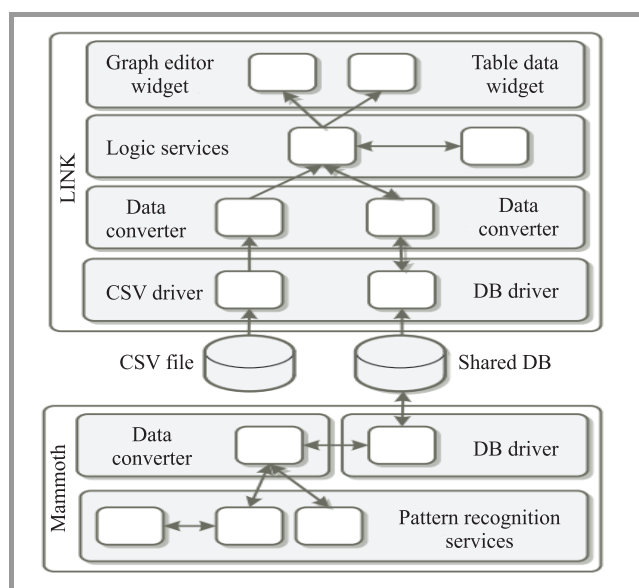 Graph editor
widget
Table data
widget
Logic services
LINK
Data
converter
Data
converter
CSV driver
DB driver
CSV file
Shared DB
Mammoth
Data
converter
DB driver
Pattern recognition
services